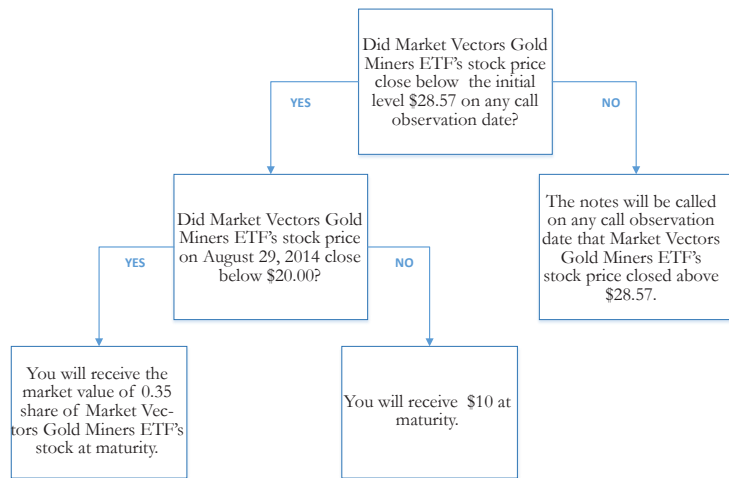 Did Market Vectors Gold
Miners ETF's stock price
close below the initial
level $28.57 on any call
observation date?
YES
NO
Did Market Vectors Gold
Miners ETF's stock price
on August 29, 2014 close
below $20.00?
The notes will be called
on any call observation
date that Market Vectors
Gold Miners ETF's
stock price closed above
$28.57.
YES
NO
You will receive the
market value of 0.35
share of Market Vec-
tors Gold Miners ETF's
stock at maturity.
You will receive $10 at
maturity.